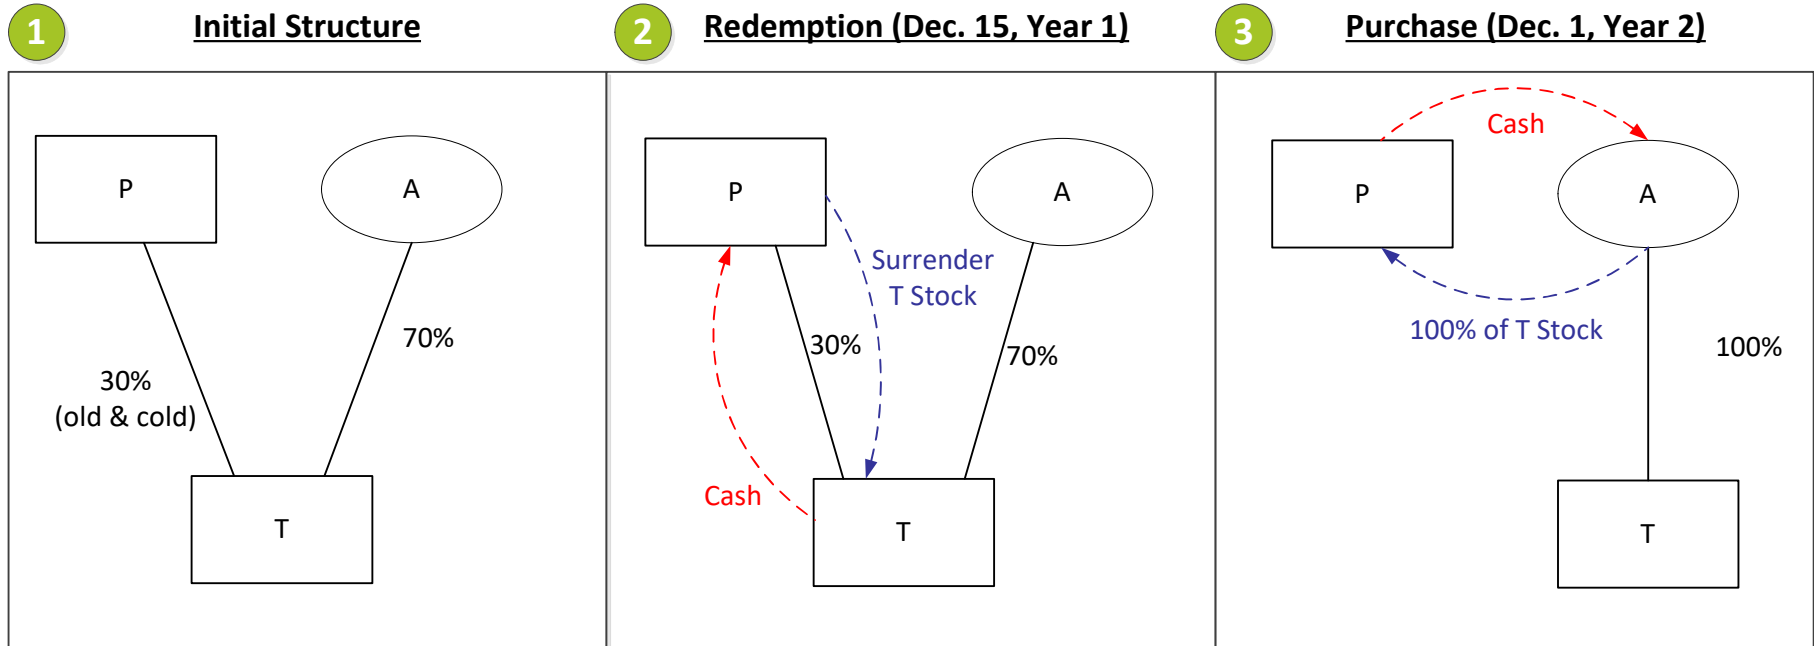 1
Initial Structure
P
A
30%
(old & cold)
70%
T
2
Redemption (Dec. 15, Year 1)
P
A
Surrender
T Stock
30%
70%
Cash
T
3
Purchase (Dec. 1, Year 2)
Cash
P
A
100% of T Stock
100%
T